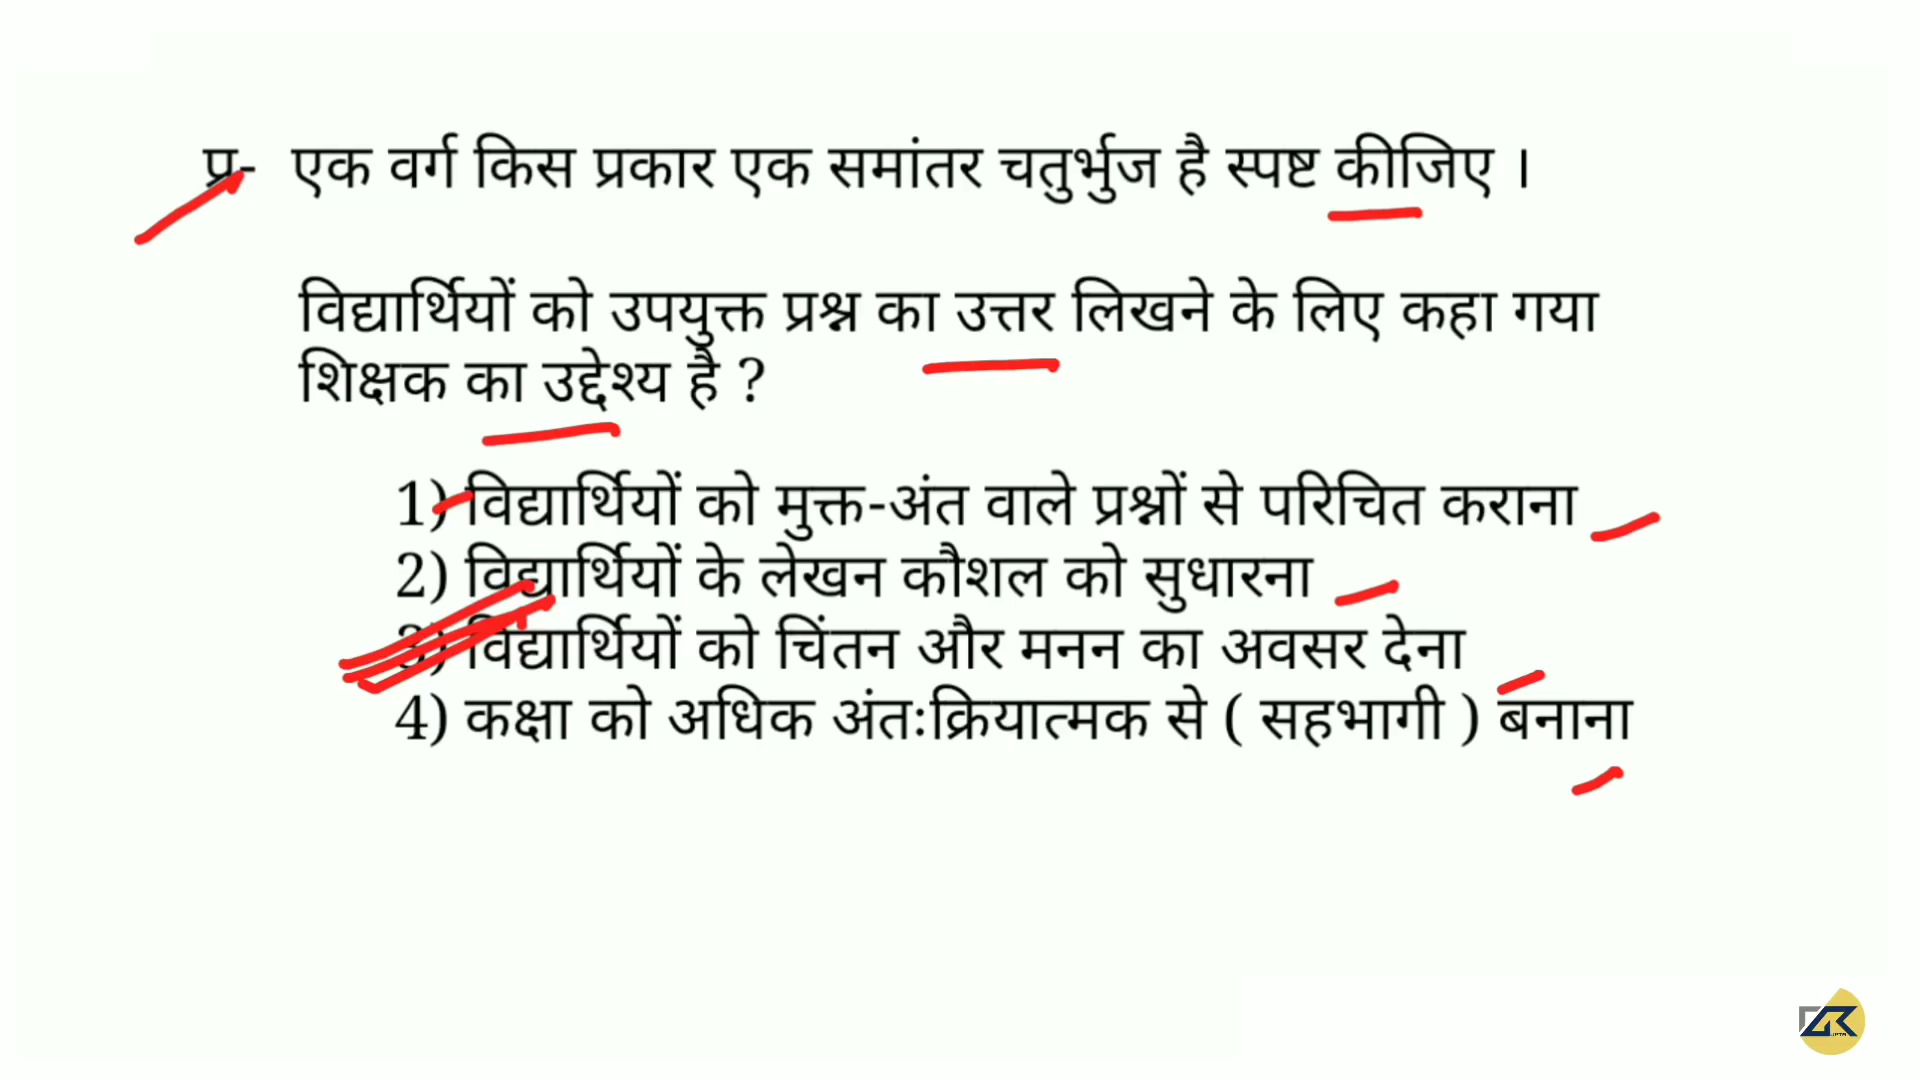 प्र- एक वर्ग किस प्रकार एक समांतर चतुर्भुज है स्पष्ट कीजिए ।
विद्यार्थियों को उपयुक्त प्रश्न का उत्तर लिखने के लिए कहा गया
शिक्षक का उद्देश्य है ?
1) विद्यार्थियों को मुक्त-अंत वाले प्रश्नों से परिचित कराना
2) विद्यार्थियों के लेखन कौशल को सुधारना
3) विद्यार्थियों को चिंतन और मनन का अवसर देना
4) कक्षा को अधिक अंतःक्रियात्मक से ( सहभागी ) बनाना